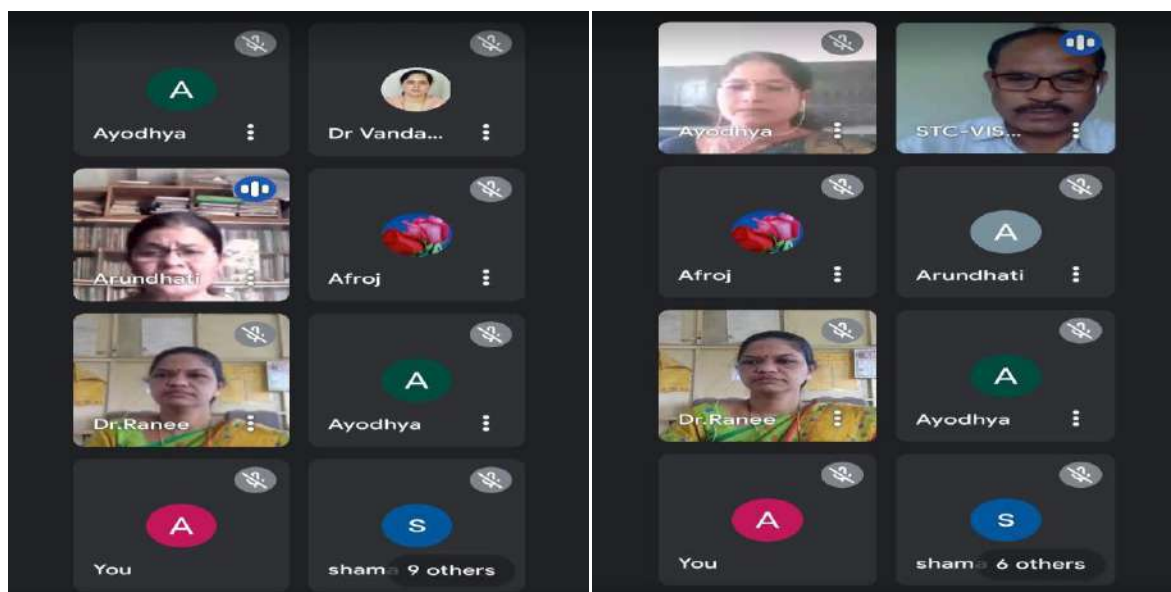 A
Ayodhya
Dr Vanda...
Arundhati
Afroj
Dr.Ranee
A
Ayodhya
A
You
S
shama 9 others
Ayodhya
STC-VIS...
Afroj
A
Arundhati
Dr.Ranee
A
Ayodhya
A
You
S
sham 6 others